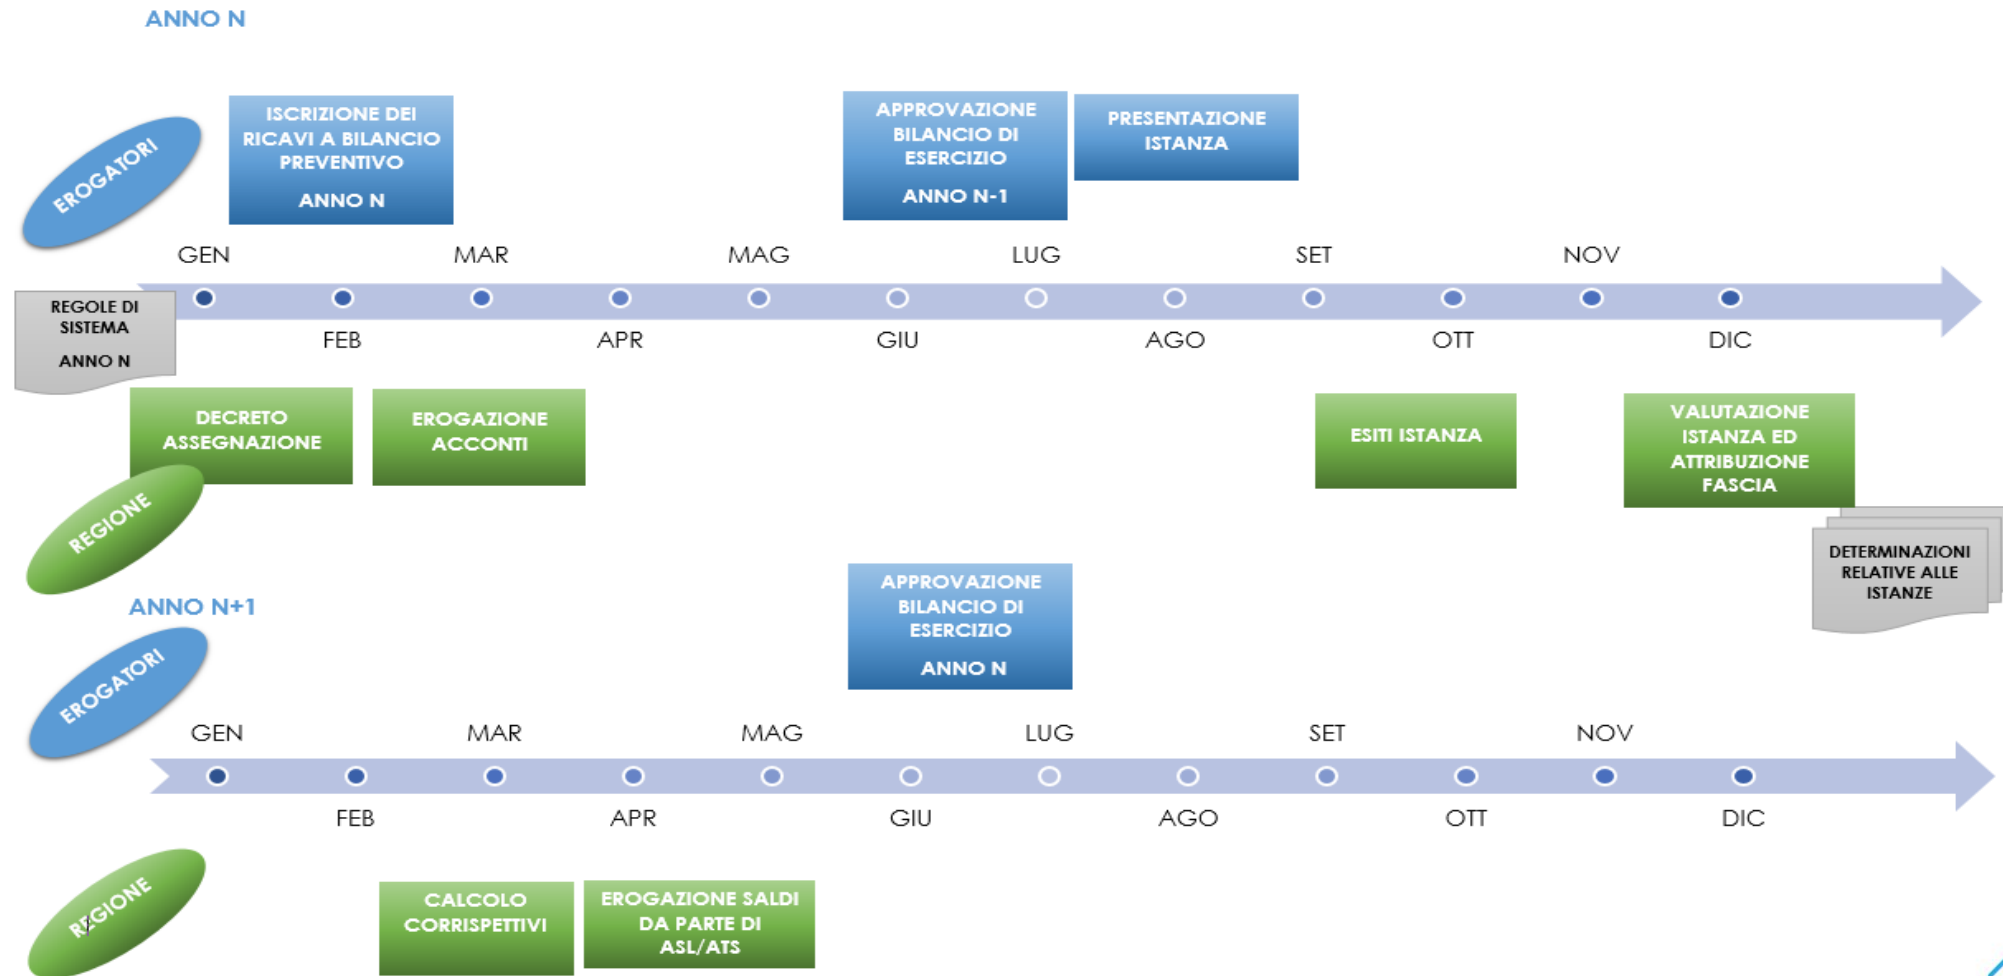 ANNO N
EROGATORI
ISCRIZIONE DEI
RICAVI A BILANCIO
PREVENTIVO
ANNO N
APPROVAZIONE
BILANCIO DI
ESERCIZIO
ANNO N-1
PRESENTAZIONE
ISTANZA
GEN
MAR
MAG
LUG
SET
NOV
REGOLE DI
SISTEMA
ANNO N
FEB
APR
GIU
AGO
OTT
DIC
DECRETO
ASSEGNAZIONE
EROGAZIONE
ACCONTI
ESITI ISTANZA
VALUTAZIONE
ISTANZA ED
ATTRIBUZIONE
FASCIA
REGIONE
DETERMINAZIONI
RELATIVE ALLE
ISTANZE
ANNO N+1
EROGATORI
APPROVAZIONE
BILANCIO DI
ESERCIZIO
ANNO N
GEN
MAR
MAG
LUG
SET
NOV
FEB
APR
GIU
AGO
OTT
DIC
REGIONE
CALCOLO
CORRISPETTIVI
EROGAZIONE SALDI
DA PARTE DI
ASL/ATS